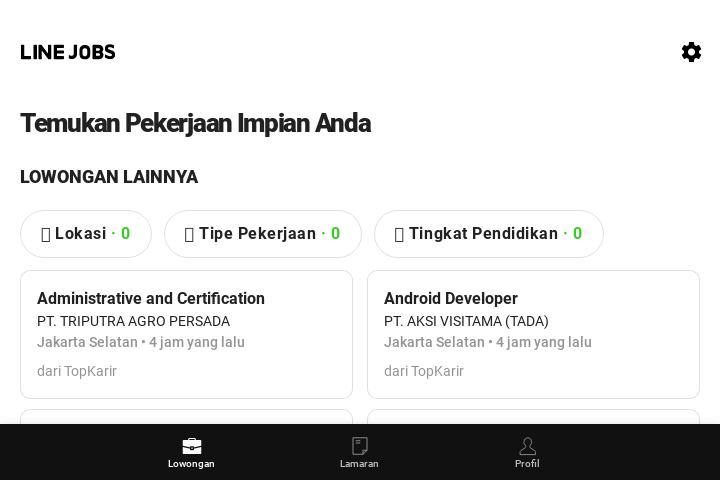 LINE JOBS
Temukan Pekerjaan Impian Anda
LOWONGAN LAINNYA
Lokasi · 0
Tipe Pekerjaan · 0
Tingkat Pendidikan · 0
Administrative and Certification
PT. TRIPUTRA AGRO PERSADA
Jakarta Selatan • 4 jam yang lalu
dari TopKarir
Android Developer
PT. AKSI VISITAMA (TADA)
Jakarta Selatan • 4 jam yang lalu
dari TopKarir
Lowongan
Lamaran
Profil